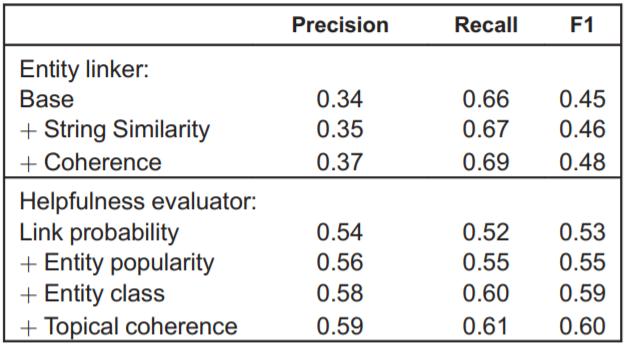 Precision Recall F1
Entity linker:
Base 0.34 0.66 0.45
+ String Similarity 0.35 0.67 0.46
+ Coherence 0.37 0.69 0.48
Helpfulness evaluator:
Link probability 0.54 0.52 0.53
+ Entity popularity 0.56 0.55 0.55
+ Entity class 0.58 0.60 0.59
+ Topical coherence 0.59 0.61 0.60